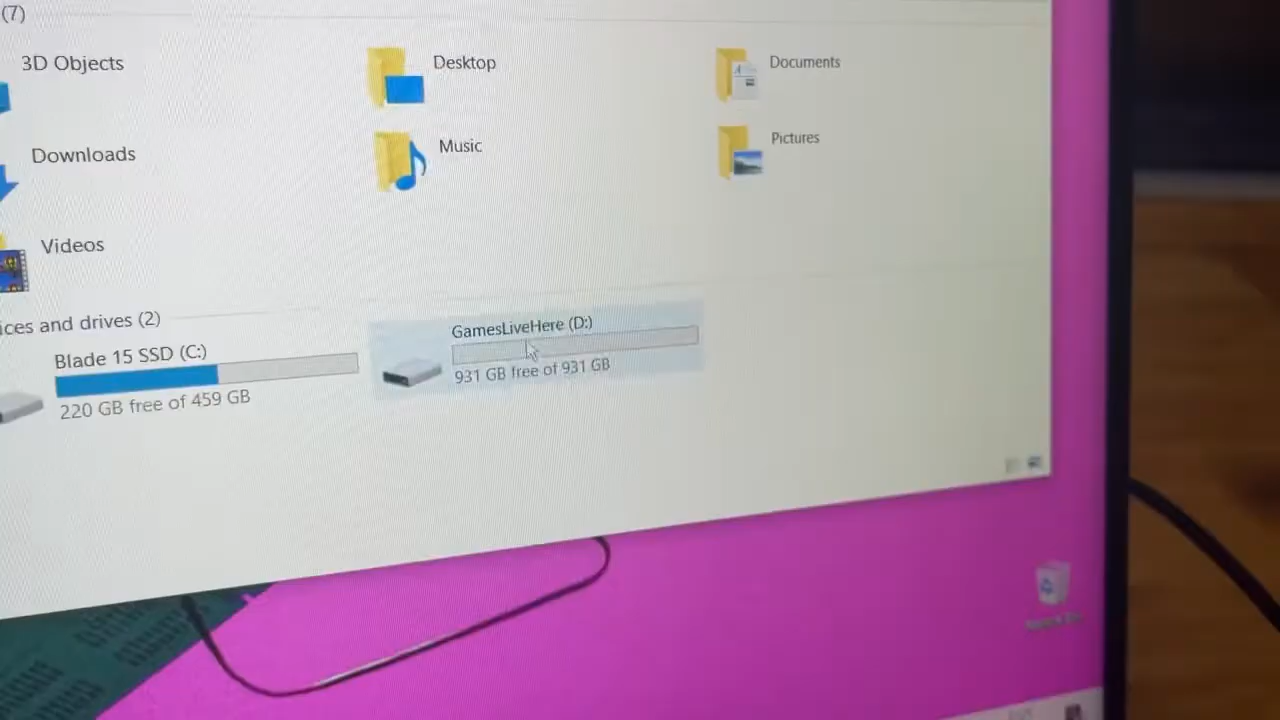 (7)
3D Objects
Desktop
Documents
Downloads
Music
Pictures
Videos
ices and drives (2)
Blade 15 SSD (C:)
220 GB free of 459 GB
GamesLiveHere (D:)
931 GB free of 931 GB